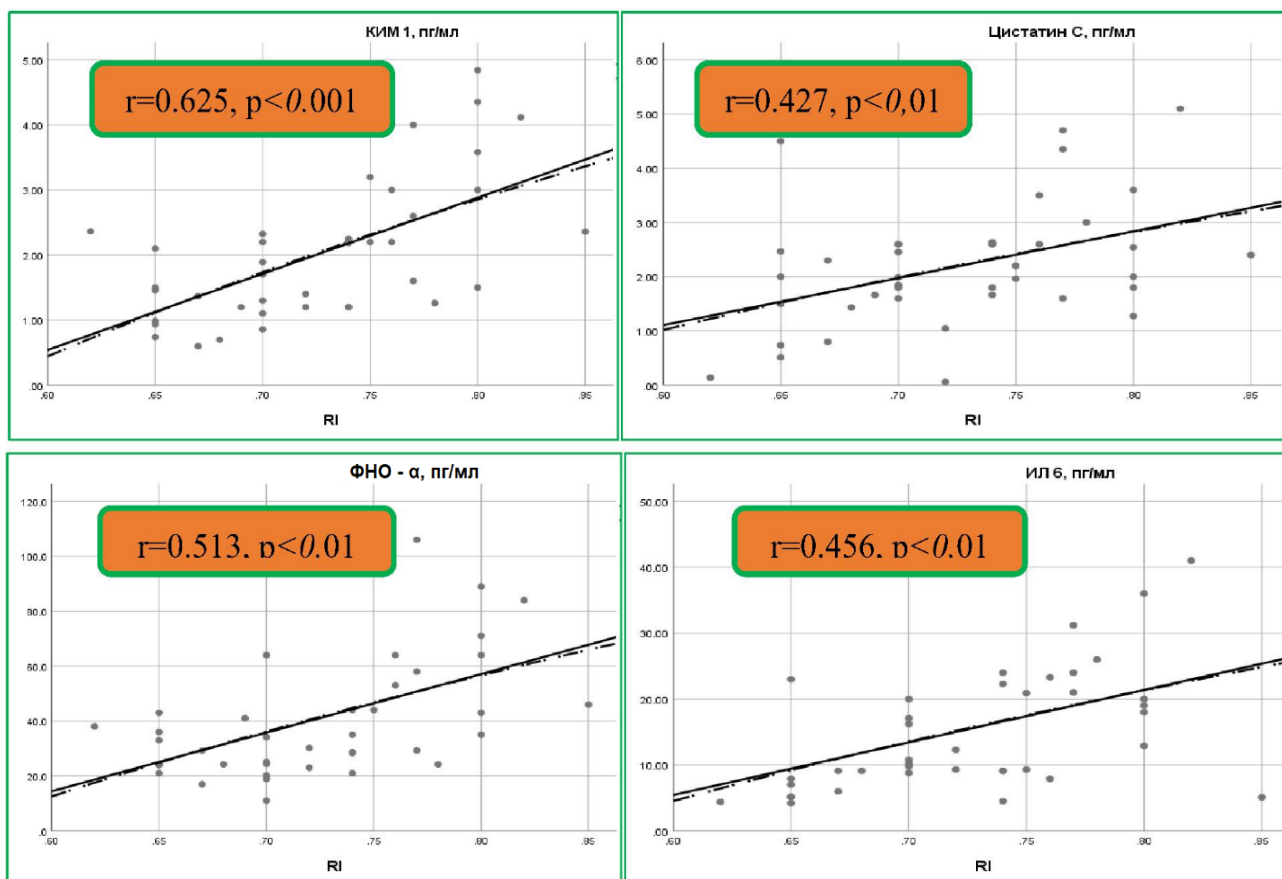 КИМ 1, пг/мл
r=0.625, p<0.001
5.00
4.00
3.00
2.00
1.00
.00
.60 .65 .70 .75 .80 .85
RI
Цистатин С, пг/мл
r=0.427, p<0,01
6.00
5.00
4.00
3.00
2.00
1.00
.00
.60 .65 .70 .75 .80 .85
RI
ФНО - α, пг/мл
r=0.513, p<0.01
120.0
100.0
80.0
60.0
40.0
20.0
.0
.60 .65 .70 .75 .80 .85
RI
ИЛ 6, пг/мл
r=0.456, p<0.01
50.00
40.00
30.00
20.00
10.00
.00
.60 .65 .70 .75 .80 .85
RI